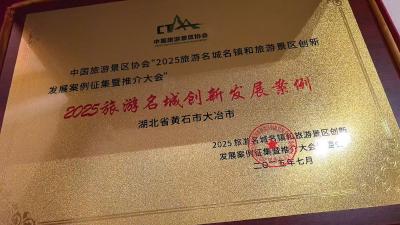 CTAA
中国旅游景区协会
中国旅游景区协会“2025旅游名城名镇和旅游景区创新
发展案例征集暨推介大会”
2025旅游名城创新发展案例
湖北省黄石市大冶市
2025旅游名城名镇和旅游景区创新
发展案例征集暨推介大会组委会
二〇二五年七月